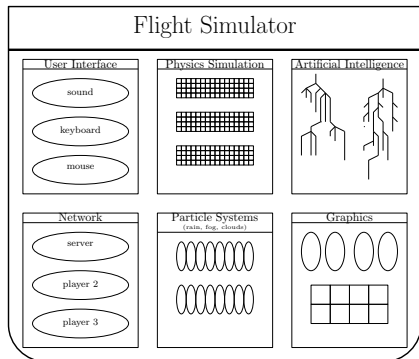 Flight Simulator
User Interface
sound
keyboard
mouse
Physics Simulation
Artificial Intelligence
Network
server
player 2
player 3
Particle Systems
(rain, fog, clouds)
Graphics